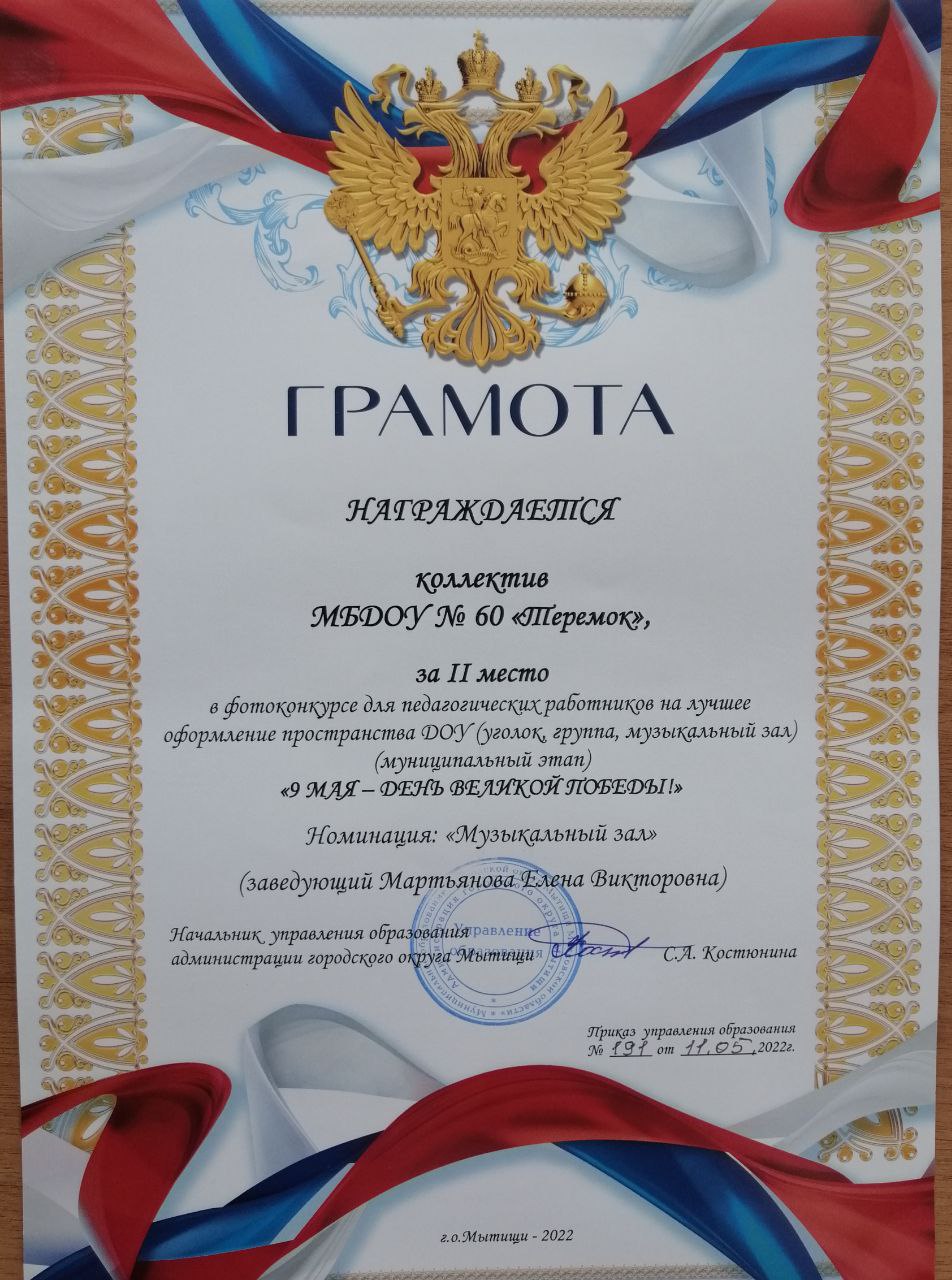 ГРАМОТА
НАГРАЖДАЕТСЯ
коллектив
МБДОУ № 60 «Теремок»,
за II место
в фотоконкурсе для педагогических работников на лучшее
оформление пространства ДОУ (уголок, группа, музыкальный зал)
(муниципальный этап)
«9 МАЯ – ДЕНЬ ВЕЛИКОЙ ПОБЕДЫ!»
Номинация: «Музыкальный зал»
(заведующий Мартьянова Елена Викторовна)
Начальник управления образования
администрации городского округа Мытищи
С.А. Костюнина
Управление
образования
Приказ управления образования
№ 191 от 11.05.2022г.
г.о.Мытищи - 2022